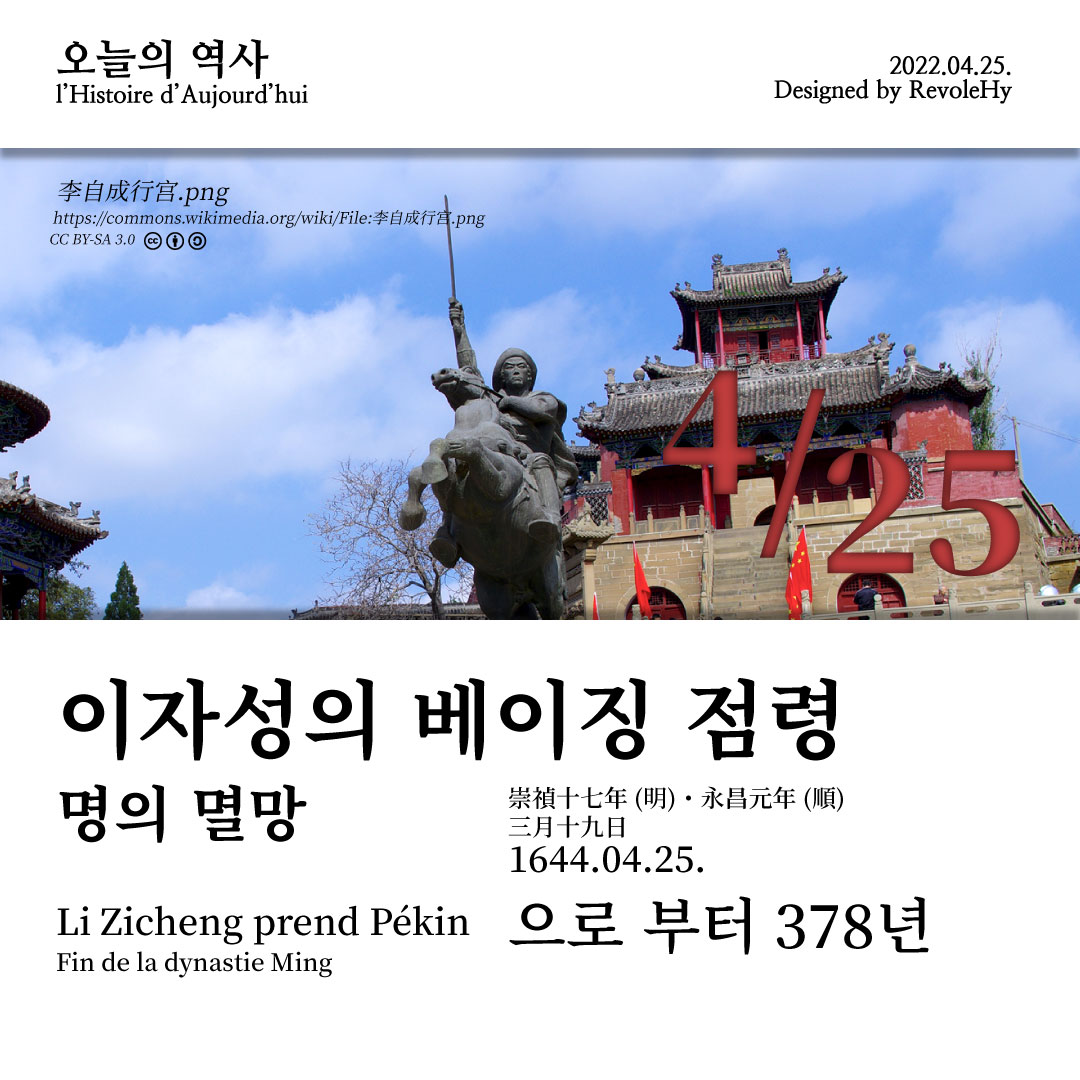 오늘의 역사
l’Histoire d’Aujourd’hui
2022.04.25.
Designed by RevoleHy
李自成行宫.png
https://commons.wikimedia.org/wiki/File:李自成行宫.png
CC BY-SA 3.0
4/25
이자성의 베이징 점령
명의 멸망
崇禎十七年 (明)・永昌元年 (順)
三月十九日
1644.04.25.
으로 부터 378년
Li Zicheng prend Pékin
Fin de la dynastie Ming